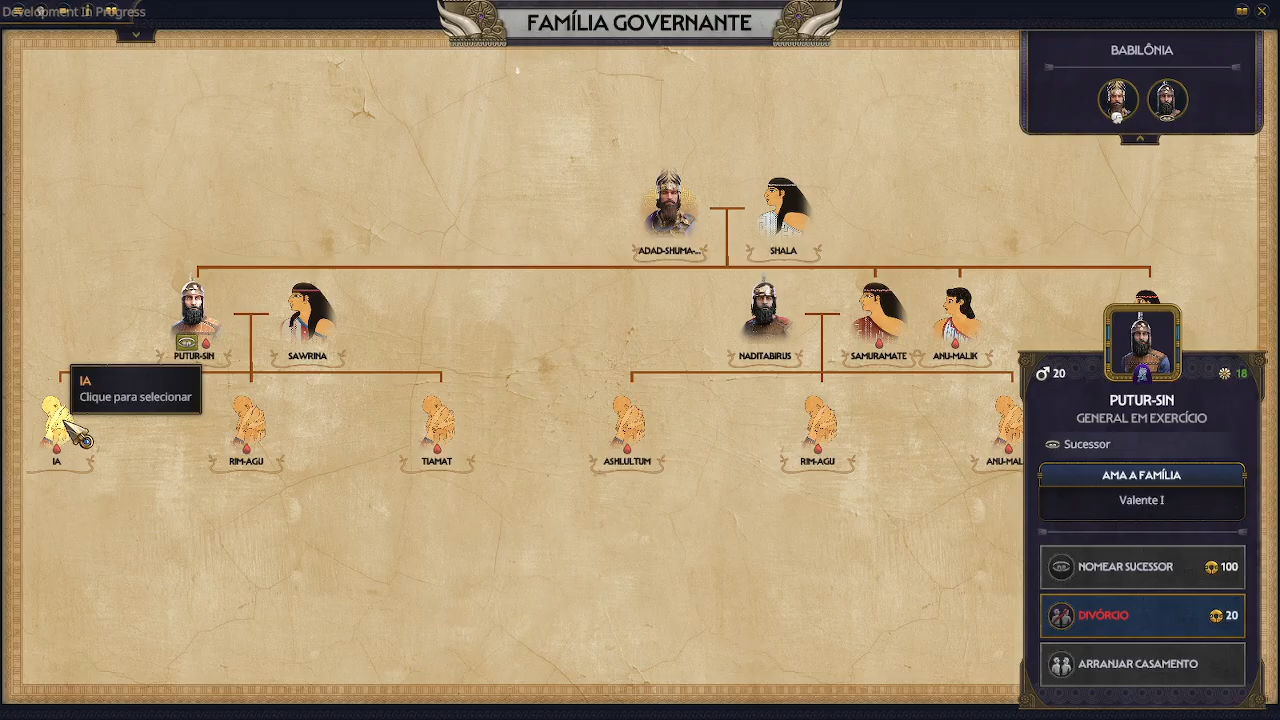 Development In Progress
FAMÍLIA GOVERNANTE
BABILÔNIA
ADAD-SHUMA-...
SHALA
PUTUR-SIN
SAWRINA
NADITABIRUS
SAMURAMATE
ANU-MALIK
IA
Clique para selecionar
IA
RIM-AGU
TIAMAT
ASHLULTUM
RIM-AGU
ANU-MAL
20
18
PUTUR-SIN
GENERAL EM EXERCÍCIO
Sucessor
AMA A FAMÍLIA
Valente I
NOMEAR SUCESSOR 100
DIVÓRCIO 20
ARRANJAR CASAMENTO